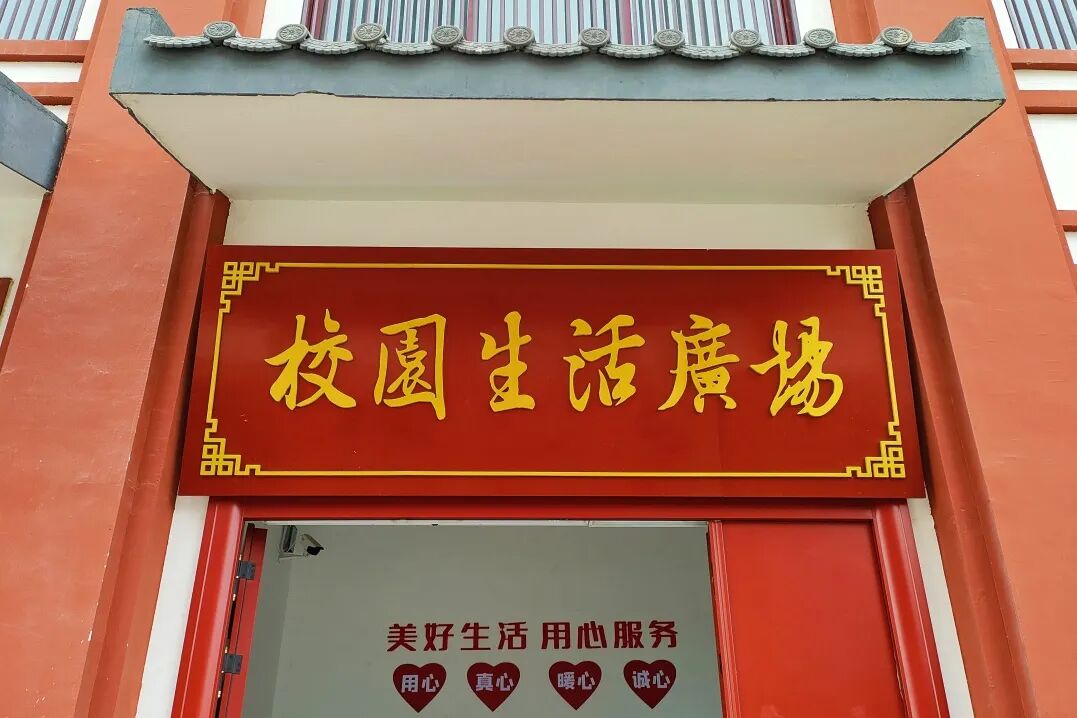 校園生活廣場
美好生活 用心服务
用心 真心 暖心 诚心